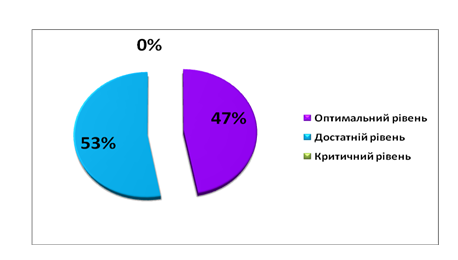 0%
47%
53%
Оптимальний рівень
Достатній рівень
Критичний рівень